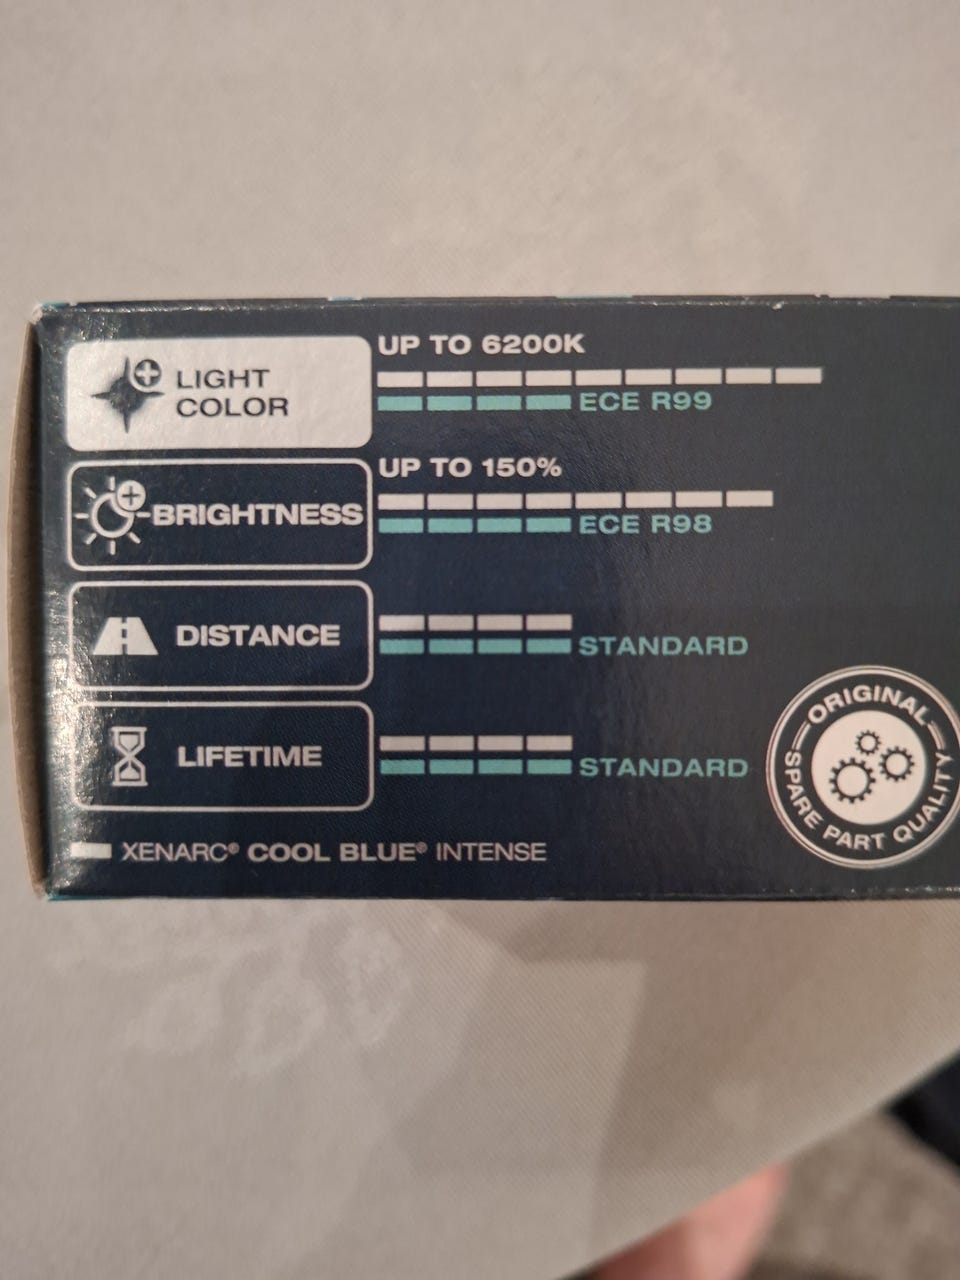 UP TO 6200K
LIGHT
COLOR
ECE R99
UP TO 150%
BRIGHTNESS
ECE R98
DISTANCE
STANDARD
LIFETIME
STANDARD
XENARC® COOL BLUE® INTENSE
ORIGINAL
SPARE PART QUALITY